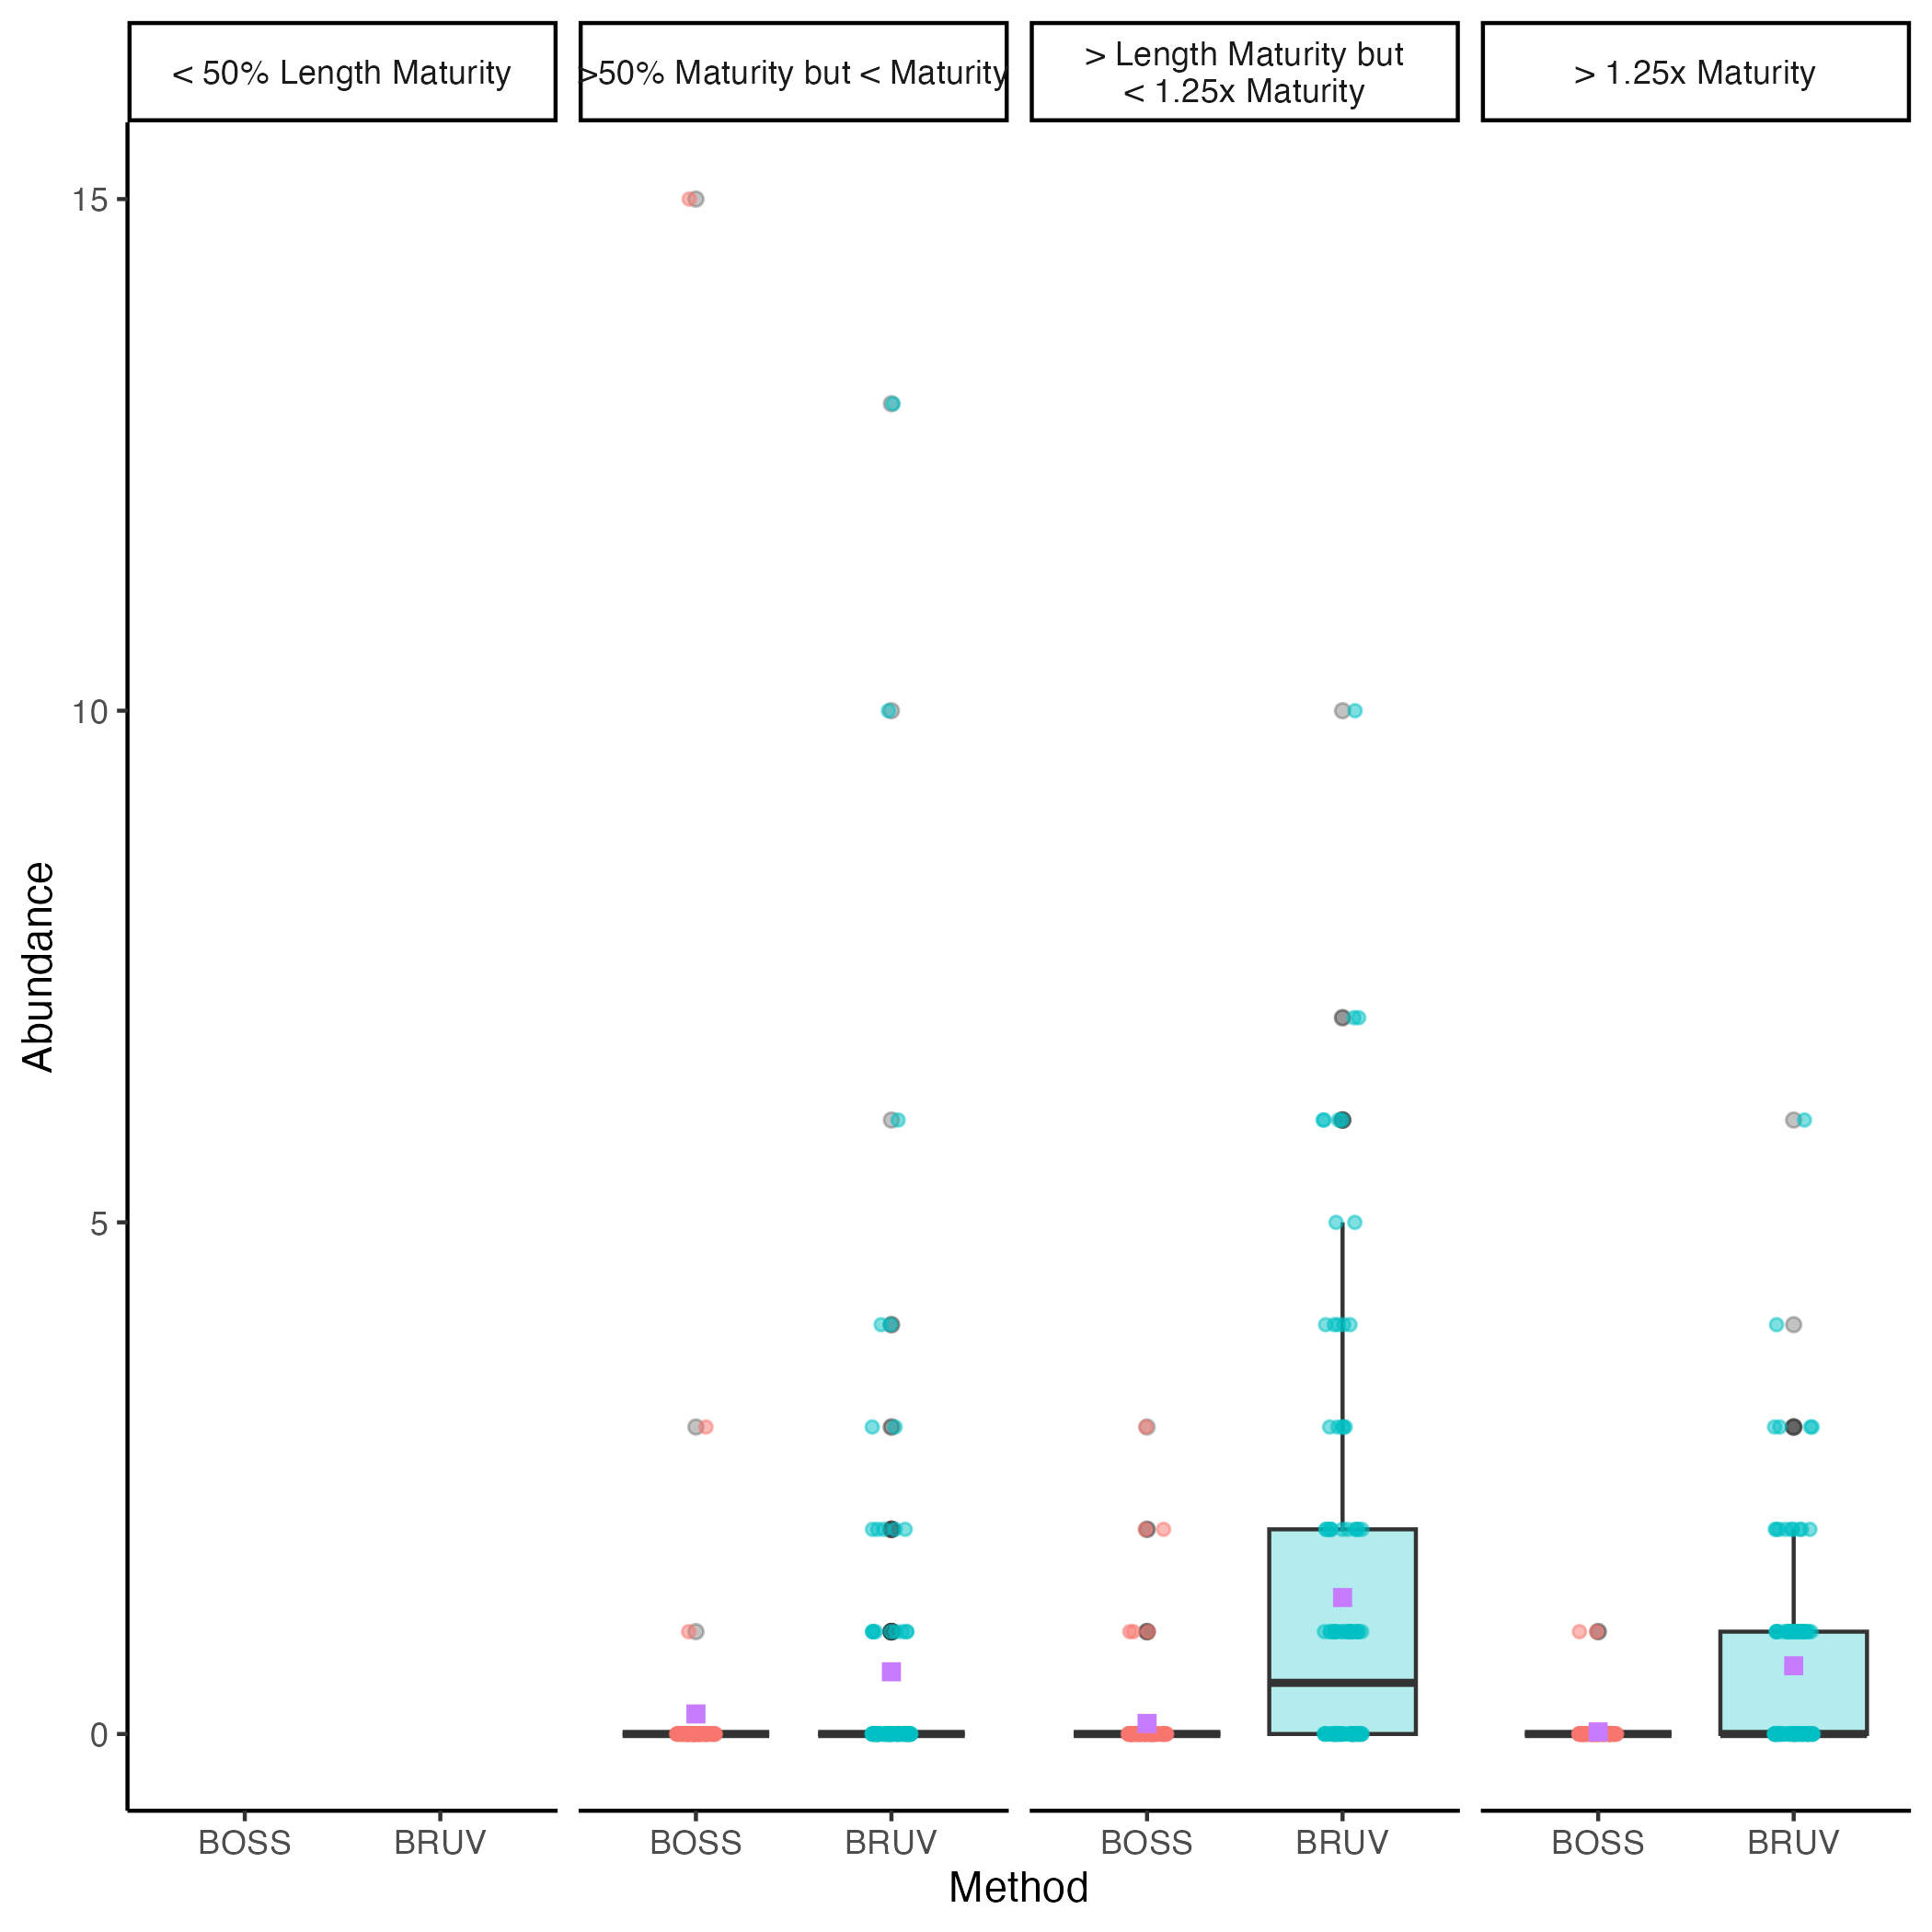 < 50% Length Maturity
>50% Maturity but < Maturity
> Length Maturity but
< 1.25x Maturity
> 1.25x Maturity
15
10
5
0
Abundance
BOSS BRUV BOSS BRUV BOSS BRUV BOSS BRUV
Method